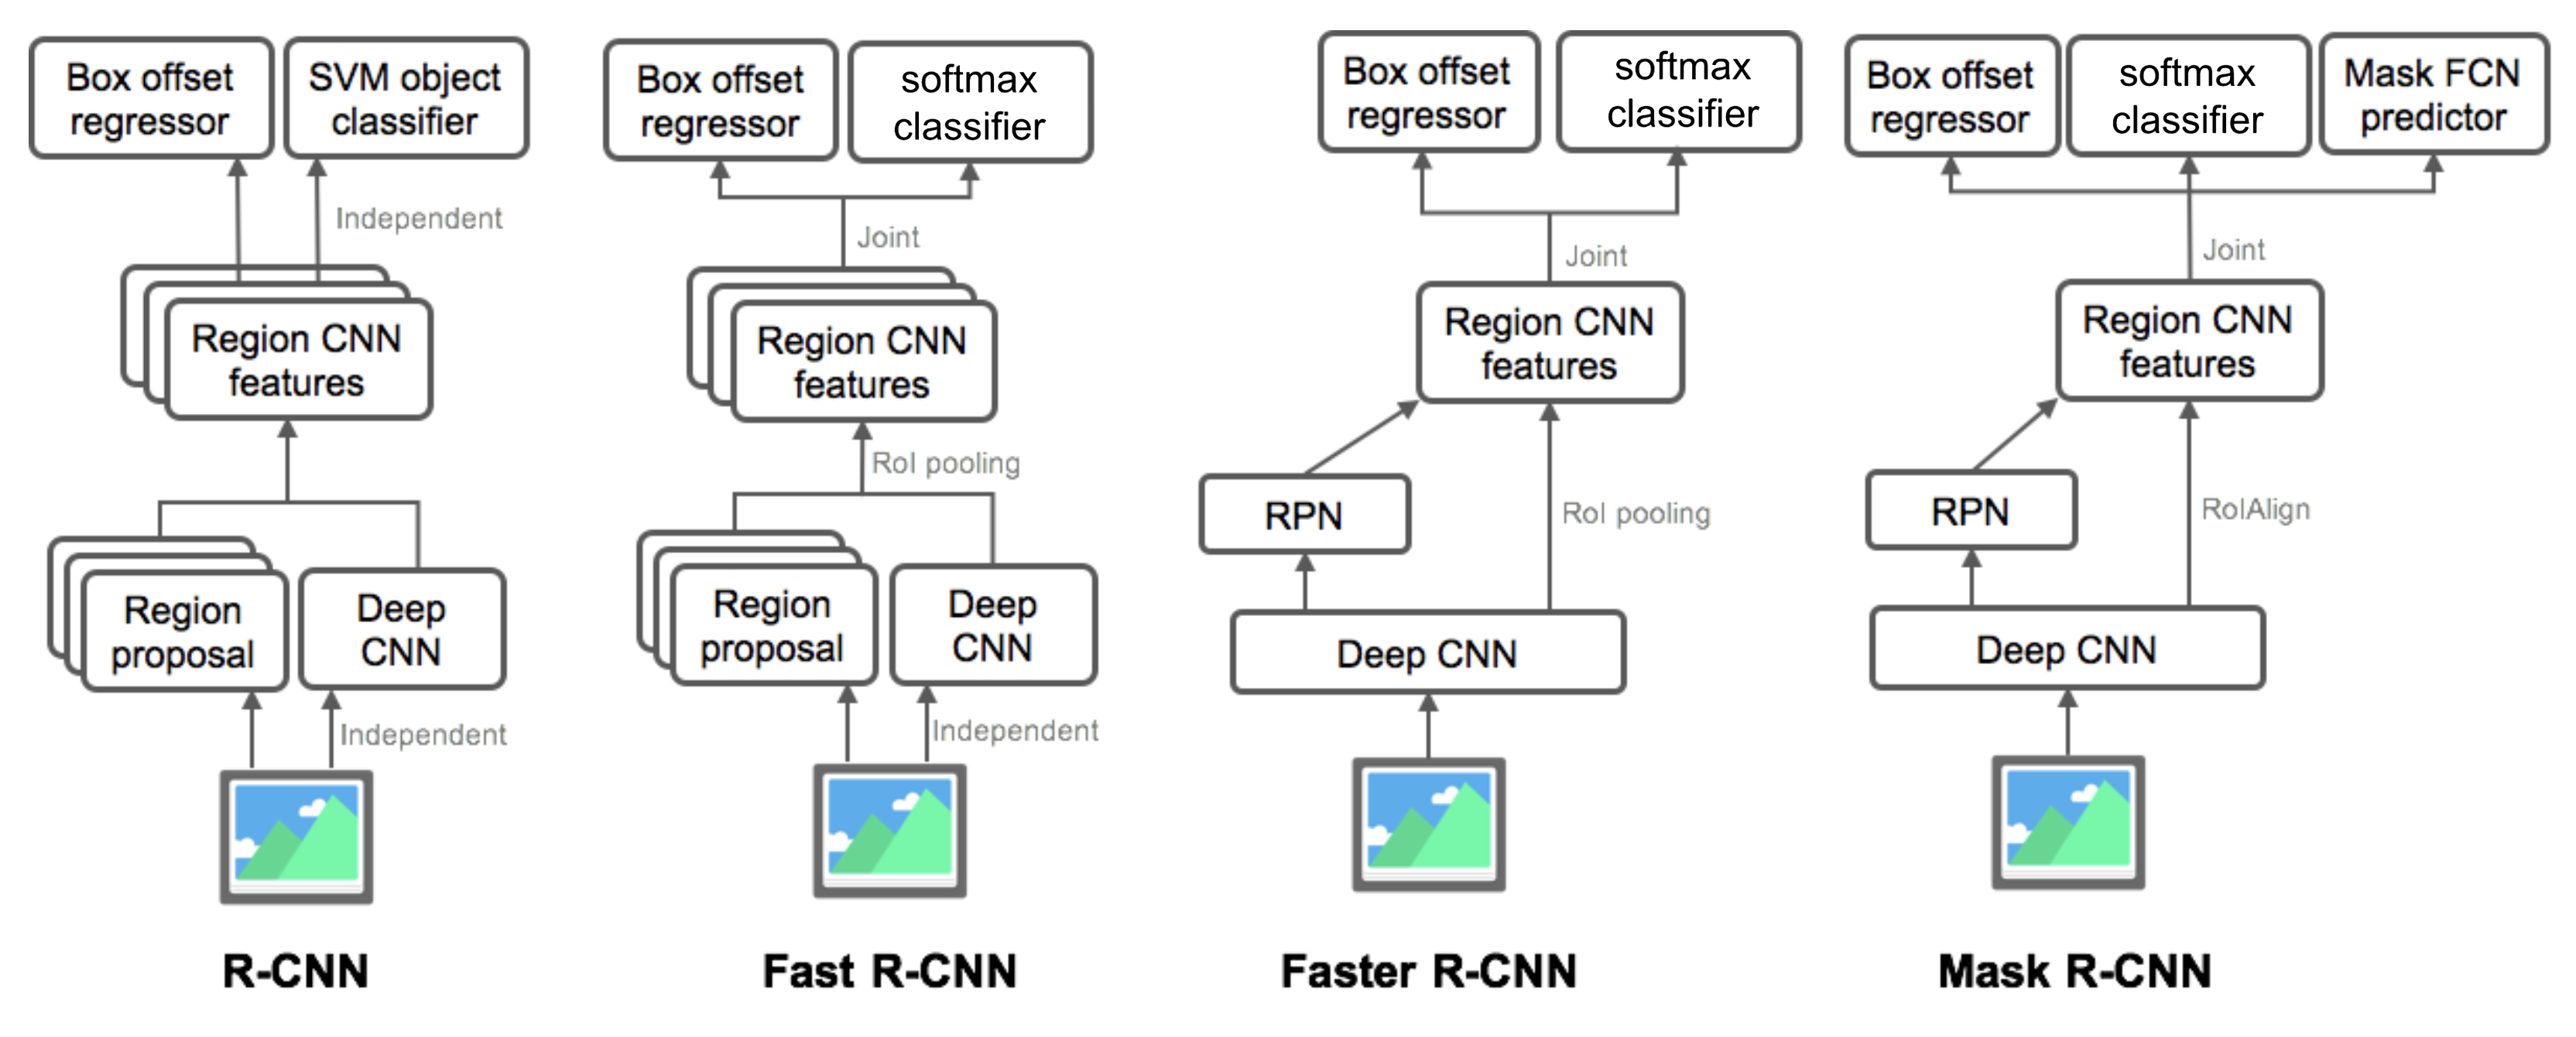 Box offset
regressor
SVM object
classifier
Independent
Region CNN
features
Region
proposal
Deep
CNN
Independent
R-CNN
Box offset
regressor
softmax
classifier
Joint
Region CNN
features
RoI pooling
Region
proposal
Deep
CNN
Independent
Fast R-CNN
Box offset
regressor
softmax
classifier
Joint
Region CNN
features
RPN
RoI pooling
Deep CNN
Faster R-CNN
Box offset
regressor
softmax
classifier
Mask FCN
predictor
Joint
Region CNN
features
RPN
RoIAlign
Deep CNN
Mask R-CNN